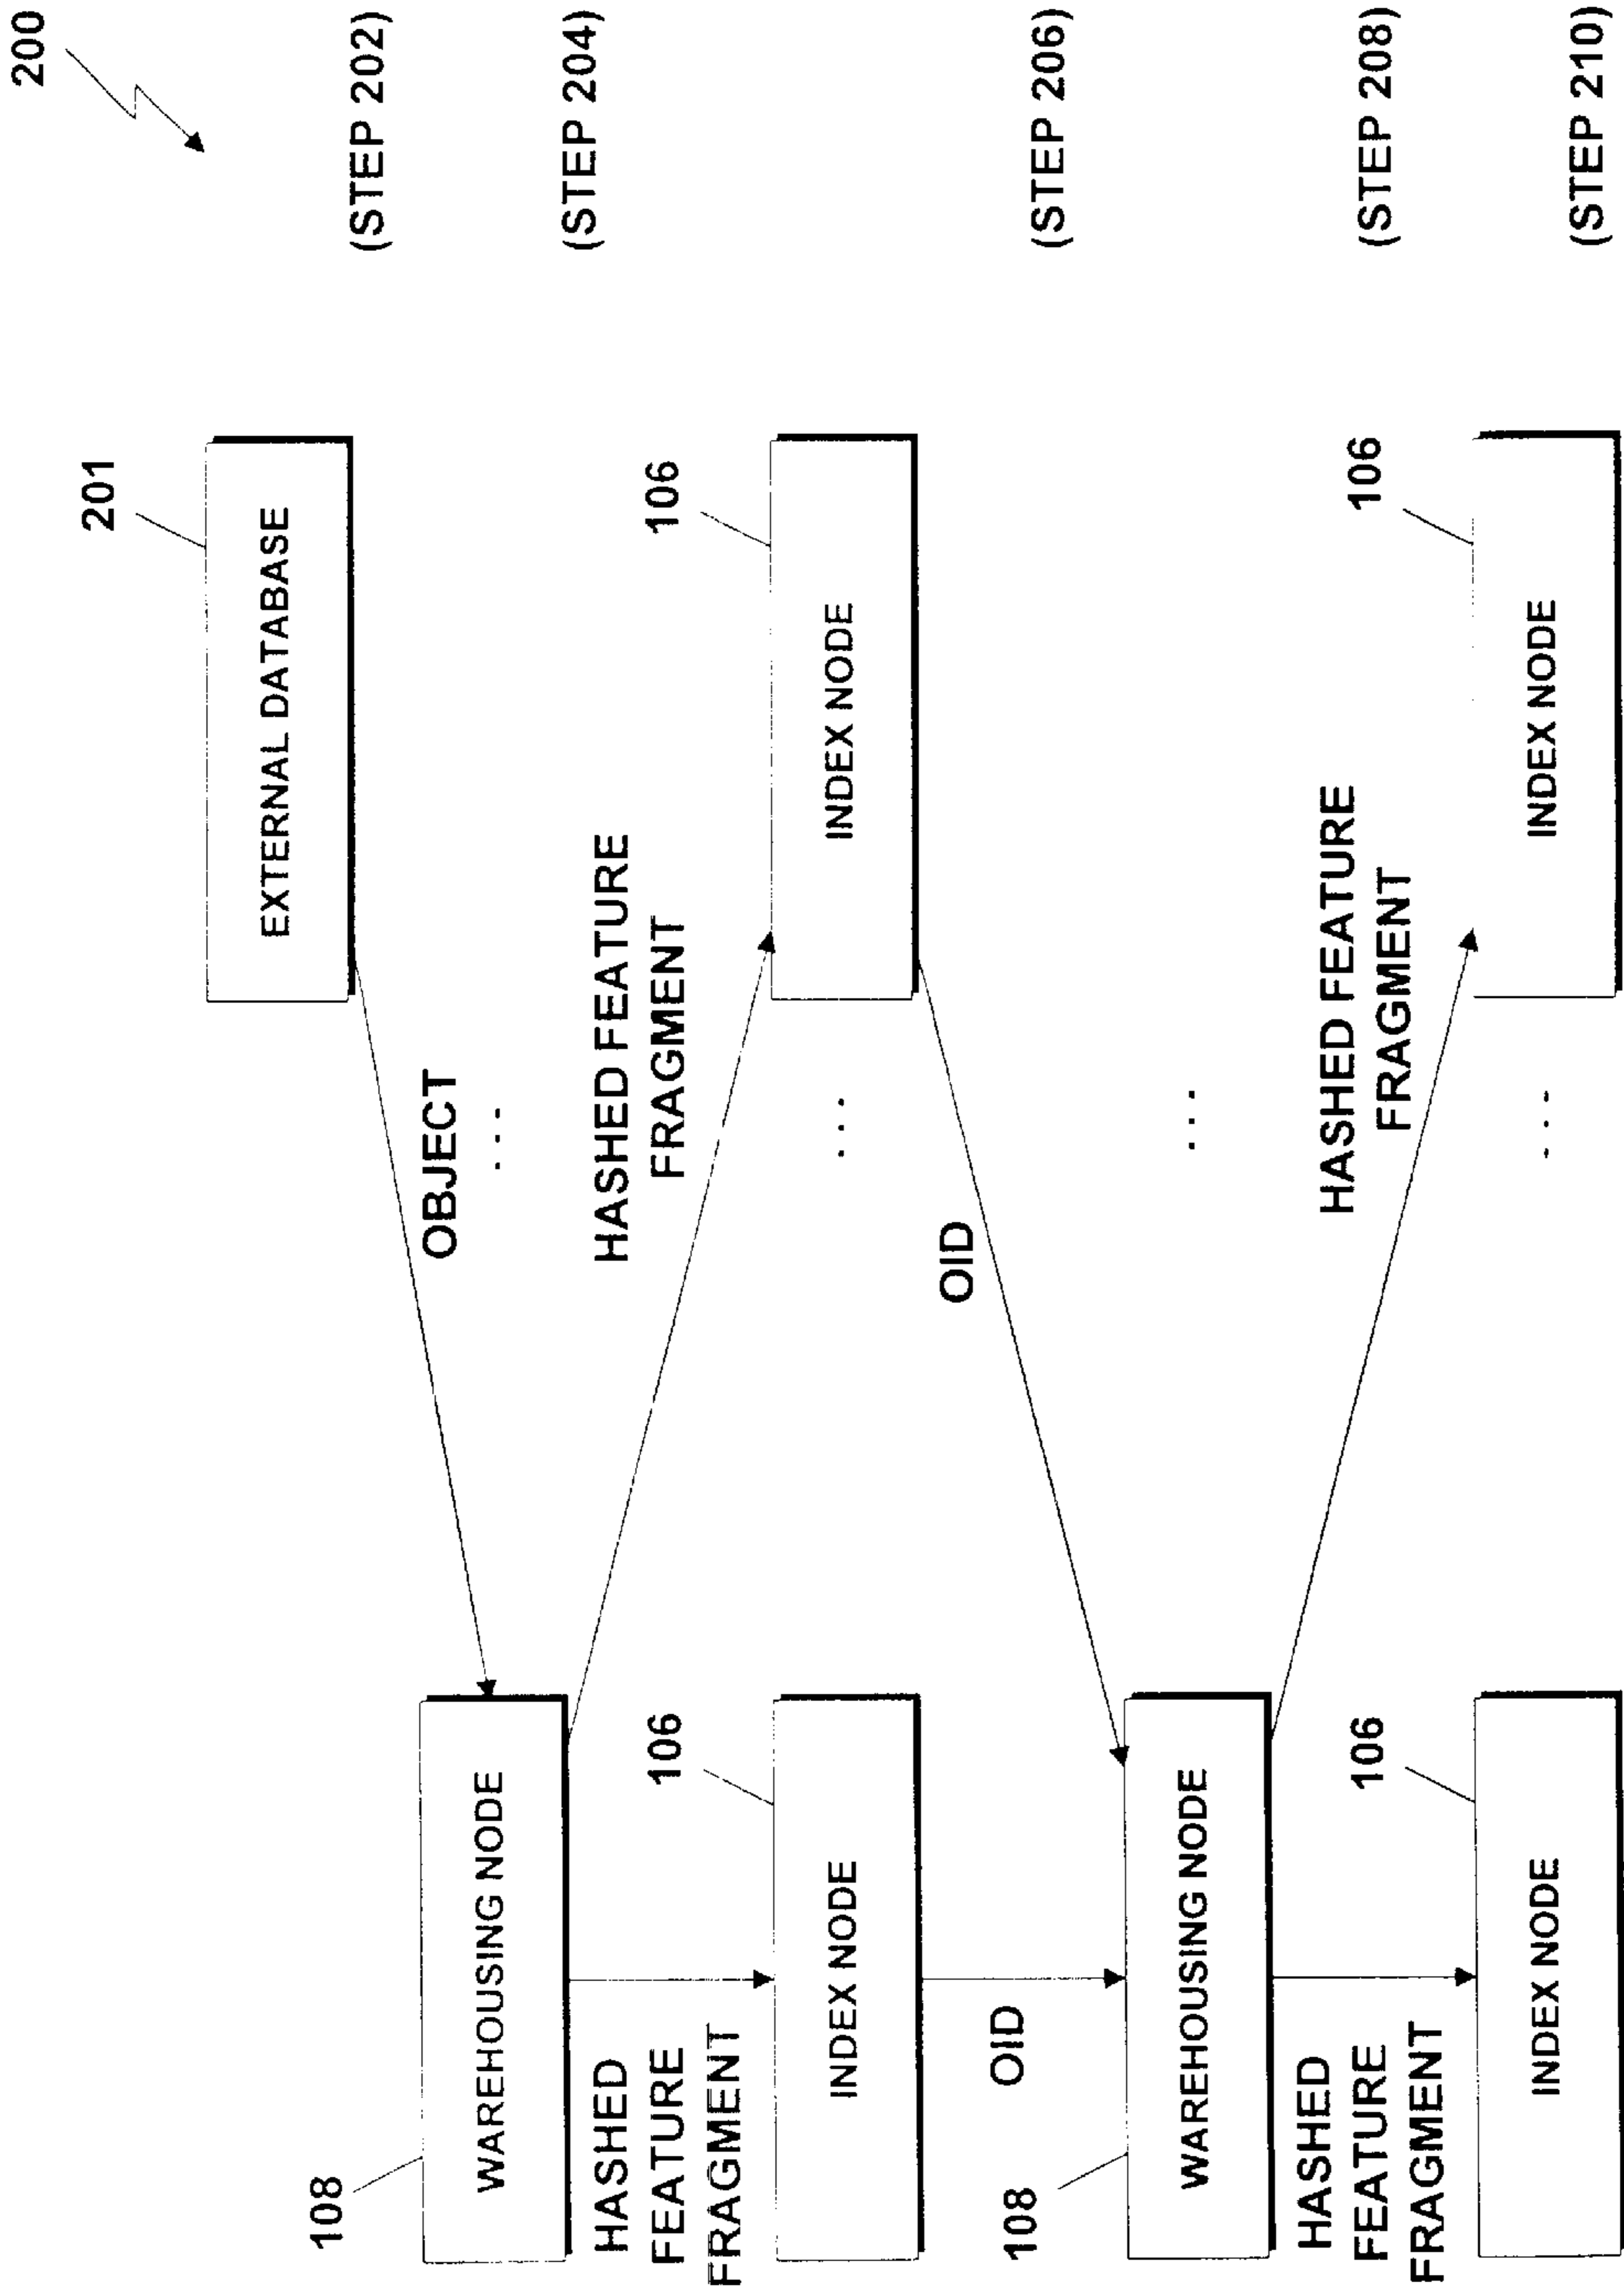 200
201
EXTERNAL DATABASE
(STEP 202)
OBJECT
. . .
108
WAREHOUSING NODE
(STEP 204)
HASHED
FEATURE
FRAGMENT
HASHED FEATURE
FRAGMENT
106
INDEX NODE
. . .
106
INDEX NODE
OID
OID
(STEP 206)
108
WAREHOUSING NODE
. . .
HASHED
FEATURE
FRAGMENT
HASHED FEATURE
FRAGMENT
(STEP 208)
106
INDEX NODE
. . .
106
INDEX NODE
(STEP 210)